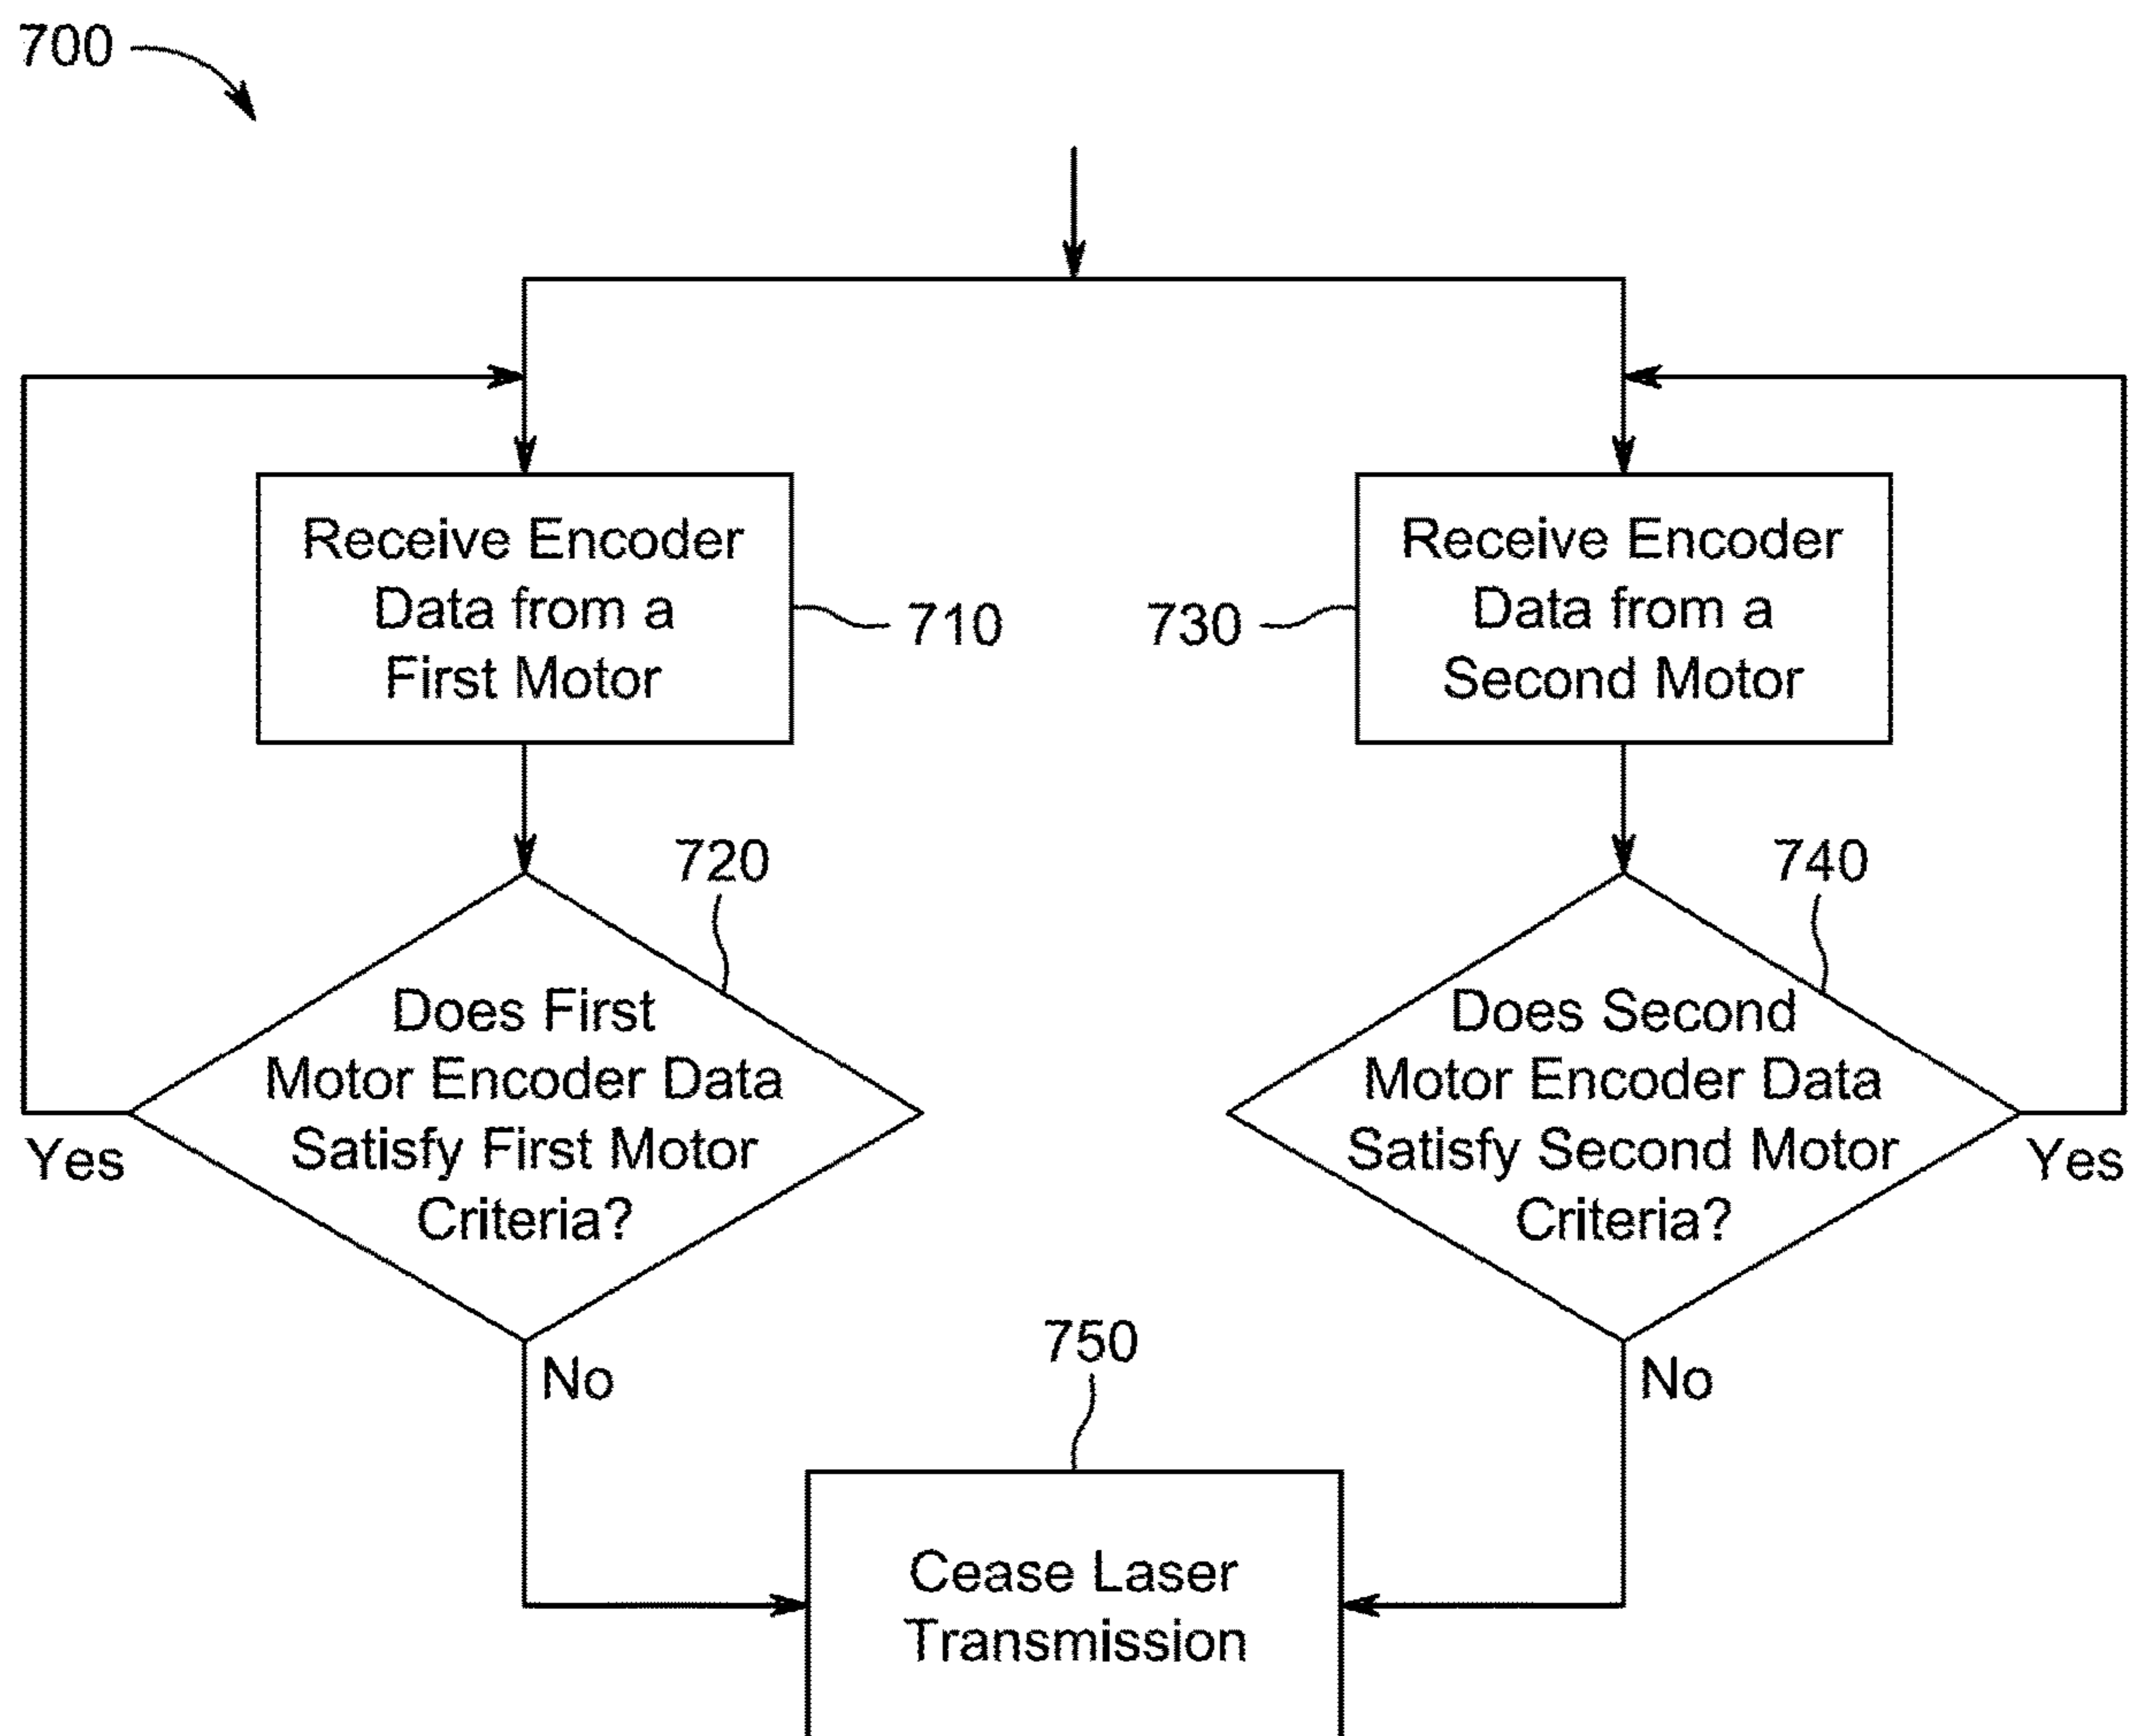 700
Receive Encoder
Data from a
First Motor
710
730
Receive Encoder
Data from a
Second Motor
720
Does First
Motor Encoder Data
Satisfy First Motor
Criteria?
Yes
No
740
Does Second
Motor Encoder Data
Satisfy Second Motor
Criteria?
Yes
No
750
Cease Laser
Transmission